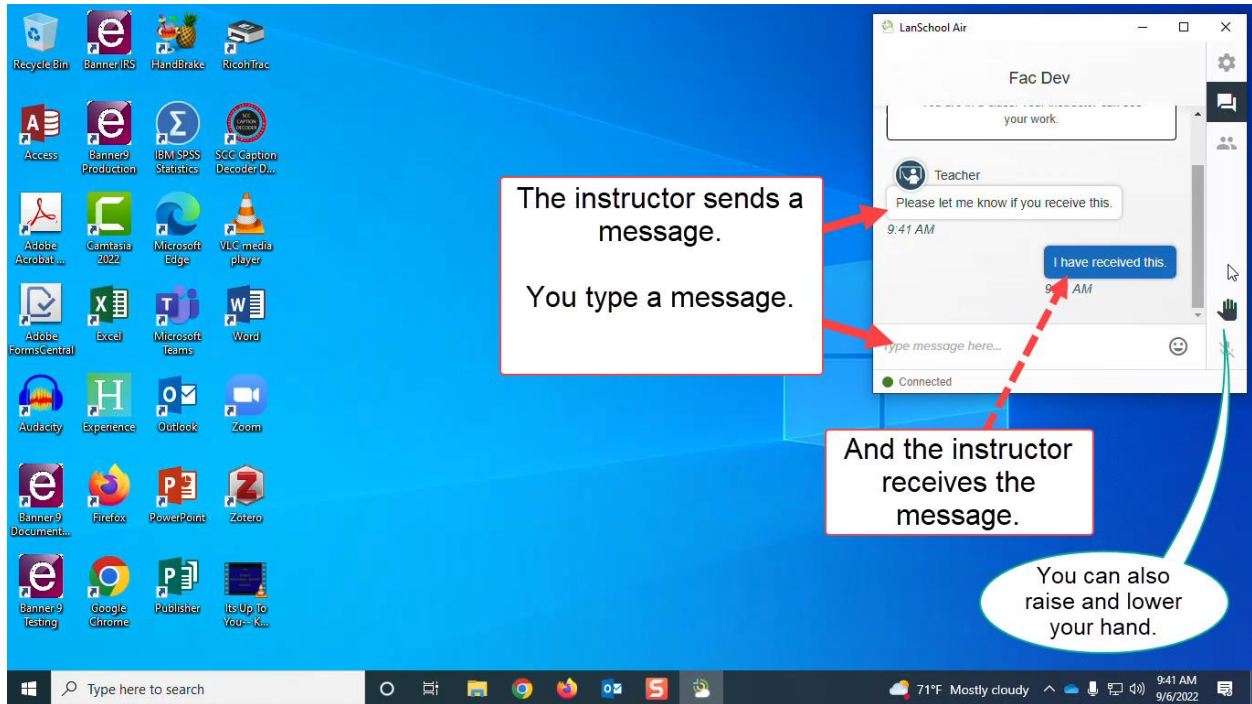 Recycle Bin
Banner IRS
HandBrake
RicohTrac
Access
Banner9
Production
IBM SPSS
Statistics
SCC Caption
Decoder D...
Adobe
Acrobat ...
Camtasia
2022
Microsoft
Edge
VLC media
player
Adobe
FormsCentral
Excel
Microsoft
Teams
Word
Audacity
Experience
Outlook
Zoom
Banner 9
Document...
Firefox
PowerPoint
Zotero
Banner 9
Testing
Google
Chrome
Publisher
Its Up To
You-- K...
The instructor sends a
message.
You type a message.
LanSchool Air
Fac Dev
your work.
Teacher
Please let me know if you receive this.
9:41 AM
I have received this.
AM
Type message here...
Connected
And the instructor
receives the
message.
You can also
raise and lower
your hand.
Type here to search
71°F Mostly cloudy
9:41 AM
9/6/2022